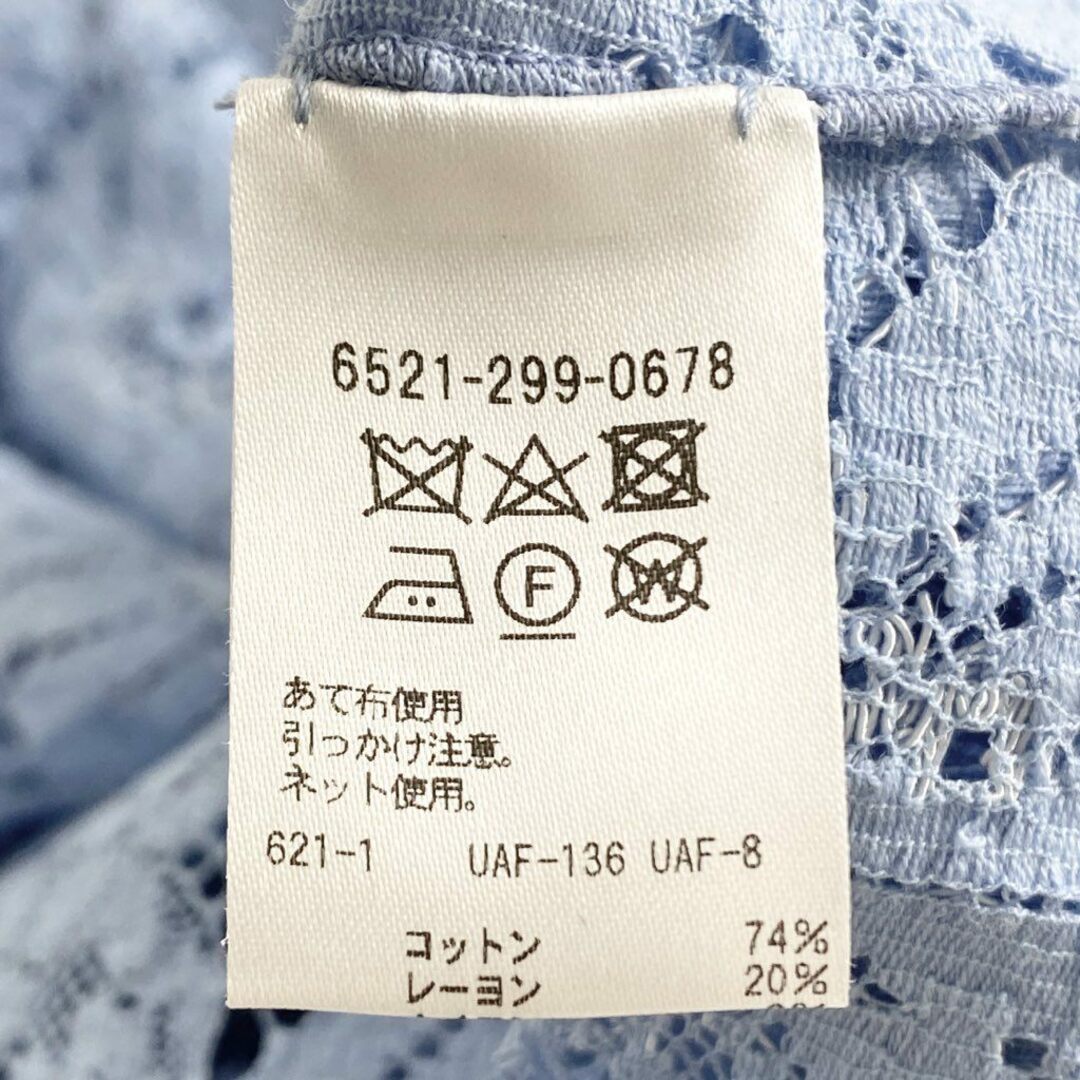 6521-299-0678
F
W
あて布使用
引っかけ注意。
ネット使用。
621-1 UAF-136 UAF-8
コットン 74%
レーヨン 20%